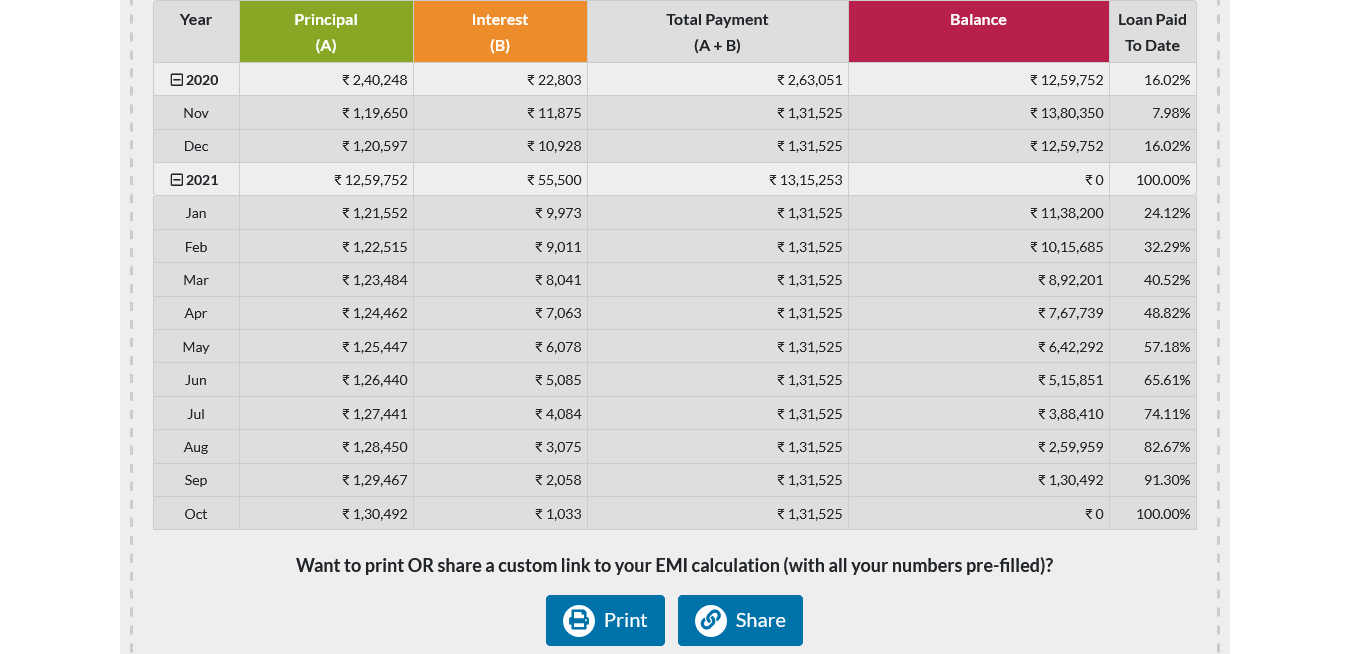 Year Principal Interest Total Payment Balance Loan Paid
(A) (B) (A + B) To Date
2020 ₹ 2,40,248 ₹ 22,803 ₹ 2,63,051 ₹ 12,59,752 16.02%
Nov ₹ 1,19,650 ₹ 11,875 ₹ 1,31,525 ₹ 13,80,350 7.98%
Dec ₹ 1,20,597 ₹ 10,928 ₹ 1,31,525 ₹ 12,59,752 16.02%
2021 ₹ 12,59,752 ₹ 55,500 ₹ 13,15,253 ₹ 0 100.00%
Jan ₹ 1,21,552 ₹ 9,973 ₹ 1,31,525 ₹ 11,38,200 24.12%
Feb ₹ 1,22,515 ₹ 9,011 ₹ 1,31,525 ₹ 10,15,685 32.29%
Mar ₹ 1,23,484 ₹ 8,041 ₹ 1,31,525 ₹ 8,92,201 40.52%
Apr ₹ 1,24,462 ₹ 7,063 ₹ 1,31,525 ₹ 7,67,739 48.82%
May ₹ 1,25,447 ₹ 6,078 ₹ 1,31,525 ₹ 6,42,292 57.18%
Jun ₹ 1,26,440 ₹ 5,085 ₹ 1,31,525 ₹ 5,15,851 65.61%
Jul ₹ 1,27,441 ₹ 4,084 ₹ 1,31,525 ₹ 3,88,410 74.11%
Aug ₹ 1,28,450 ₹ 3,075 ₹ 1,31,525 ₹ 2,59,959 82.67%
Sep ₹ 1,29,467 ₹ 2,058 ₹ 1,31,525 ₹ 1,30,492 91.30%
Oct ₹ 1,30,492 ₹ 1,033 ₹ 1,31,525 ₹ 0 100.00%
Want to print OR share a custom link to your EMI calculation (with all your numbers pre-filled)?
Print Share